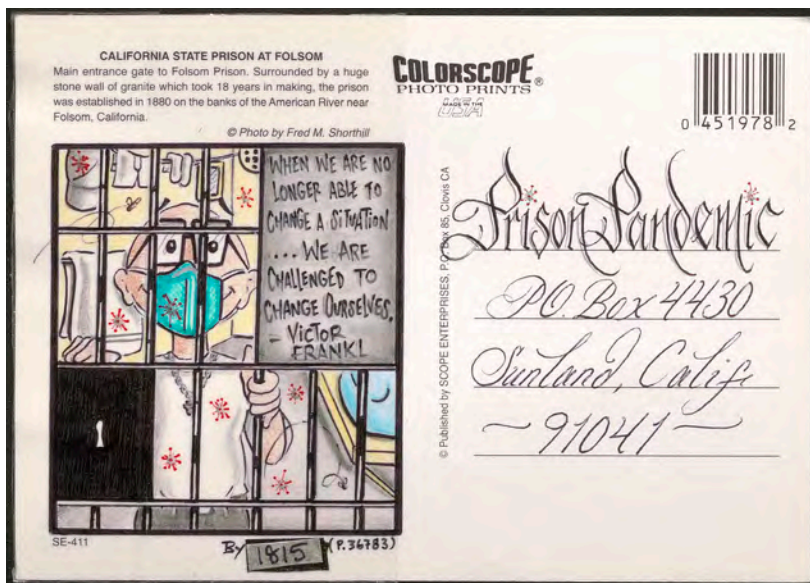 CALIFORNIA STATE PRISON AT FOLSOM
Main entrance gate to Folsom Prison. Surrounded by a huge
stone wall of granite which took 18 years in making, the prison
was established in 1880 on the banks of the American River near
Folsom, California.
© Photo by Fred M. Shorthill
COLORSCOPE®
PHOTO PRINTS
MADE IN THE
USA
0 451978 2
WHEN WE ARE NO
LONGER ABLE TO
CHANGE A SITUATION
.... WE ARE
CHALLENGED TO
CHANGE OURSELVES.
- VICTOR
FRANKL
1
SE-411
By 1815 (P.36783)
© Published by SCOPE ENTERPRISES, P.O. Box 85, Clovis CA
Prison Pandemic
P.O. Box 4430
Sunland, Calif.
~ 91041 ~